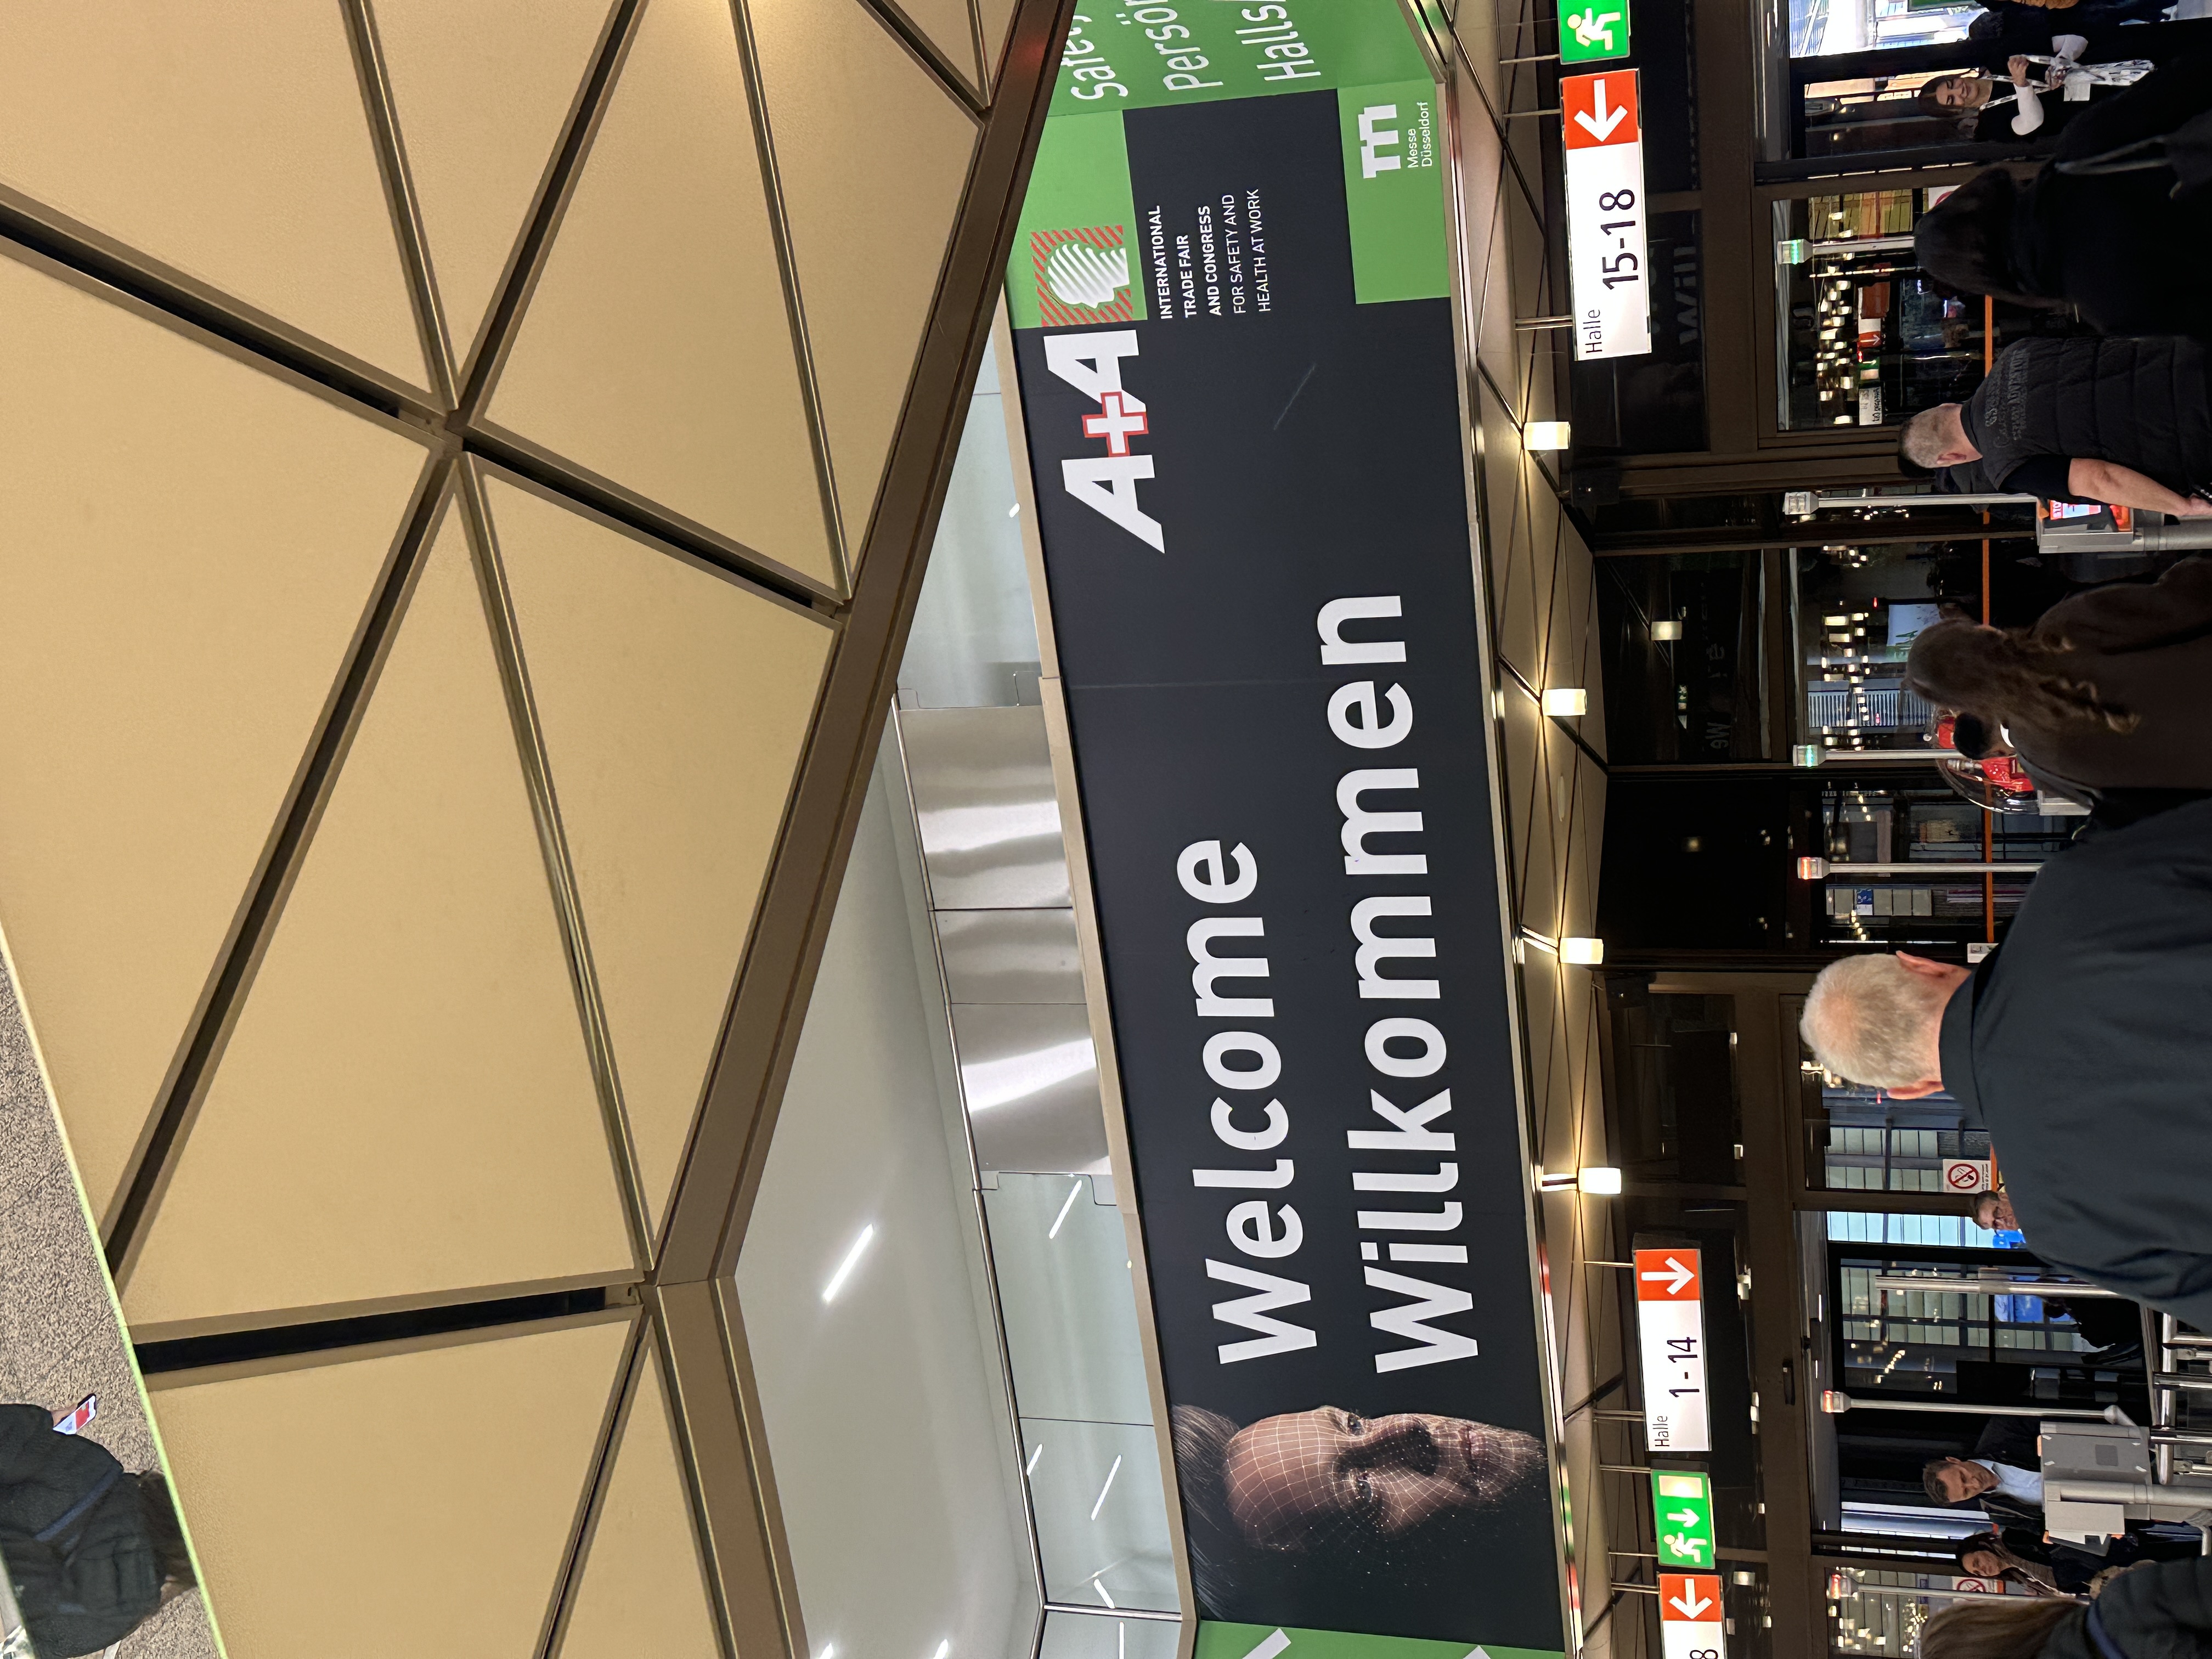 Welcome
Willkommen
A+A
INTERNATIONAL
TRADE FAIR
AND CONGRESS
FOR SAFETY AND
HEALTH AT WORK
m
Messe
Düsseldorf
Halls
Halle
1-14
Halle
15-18